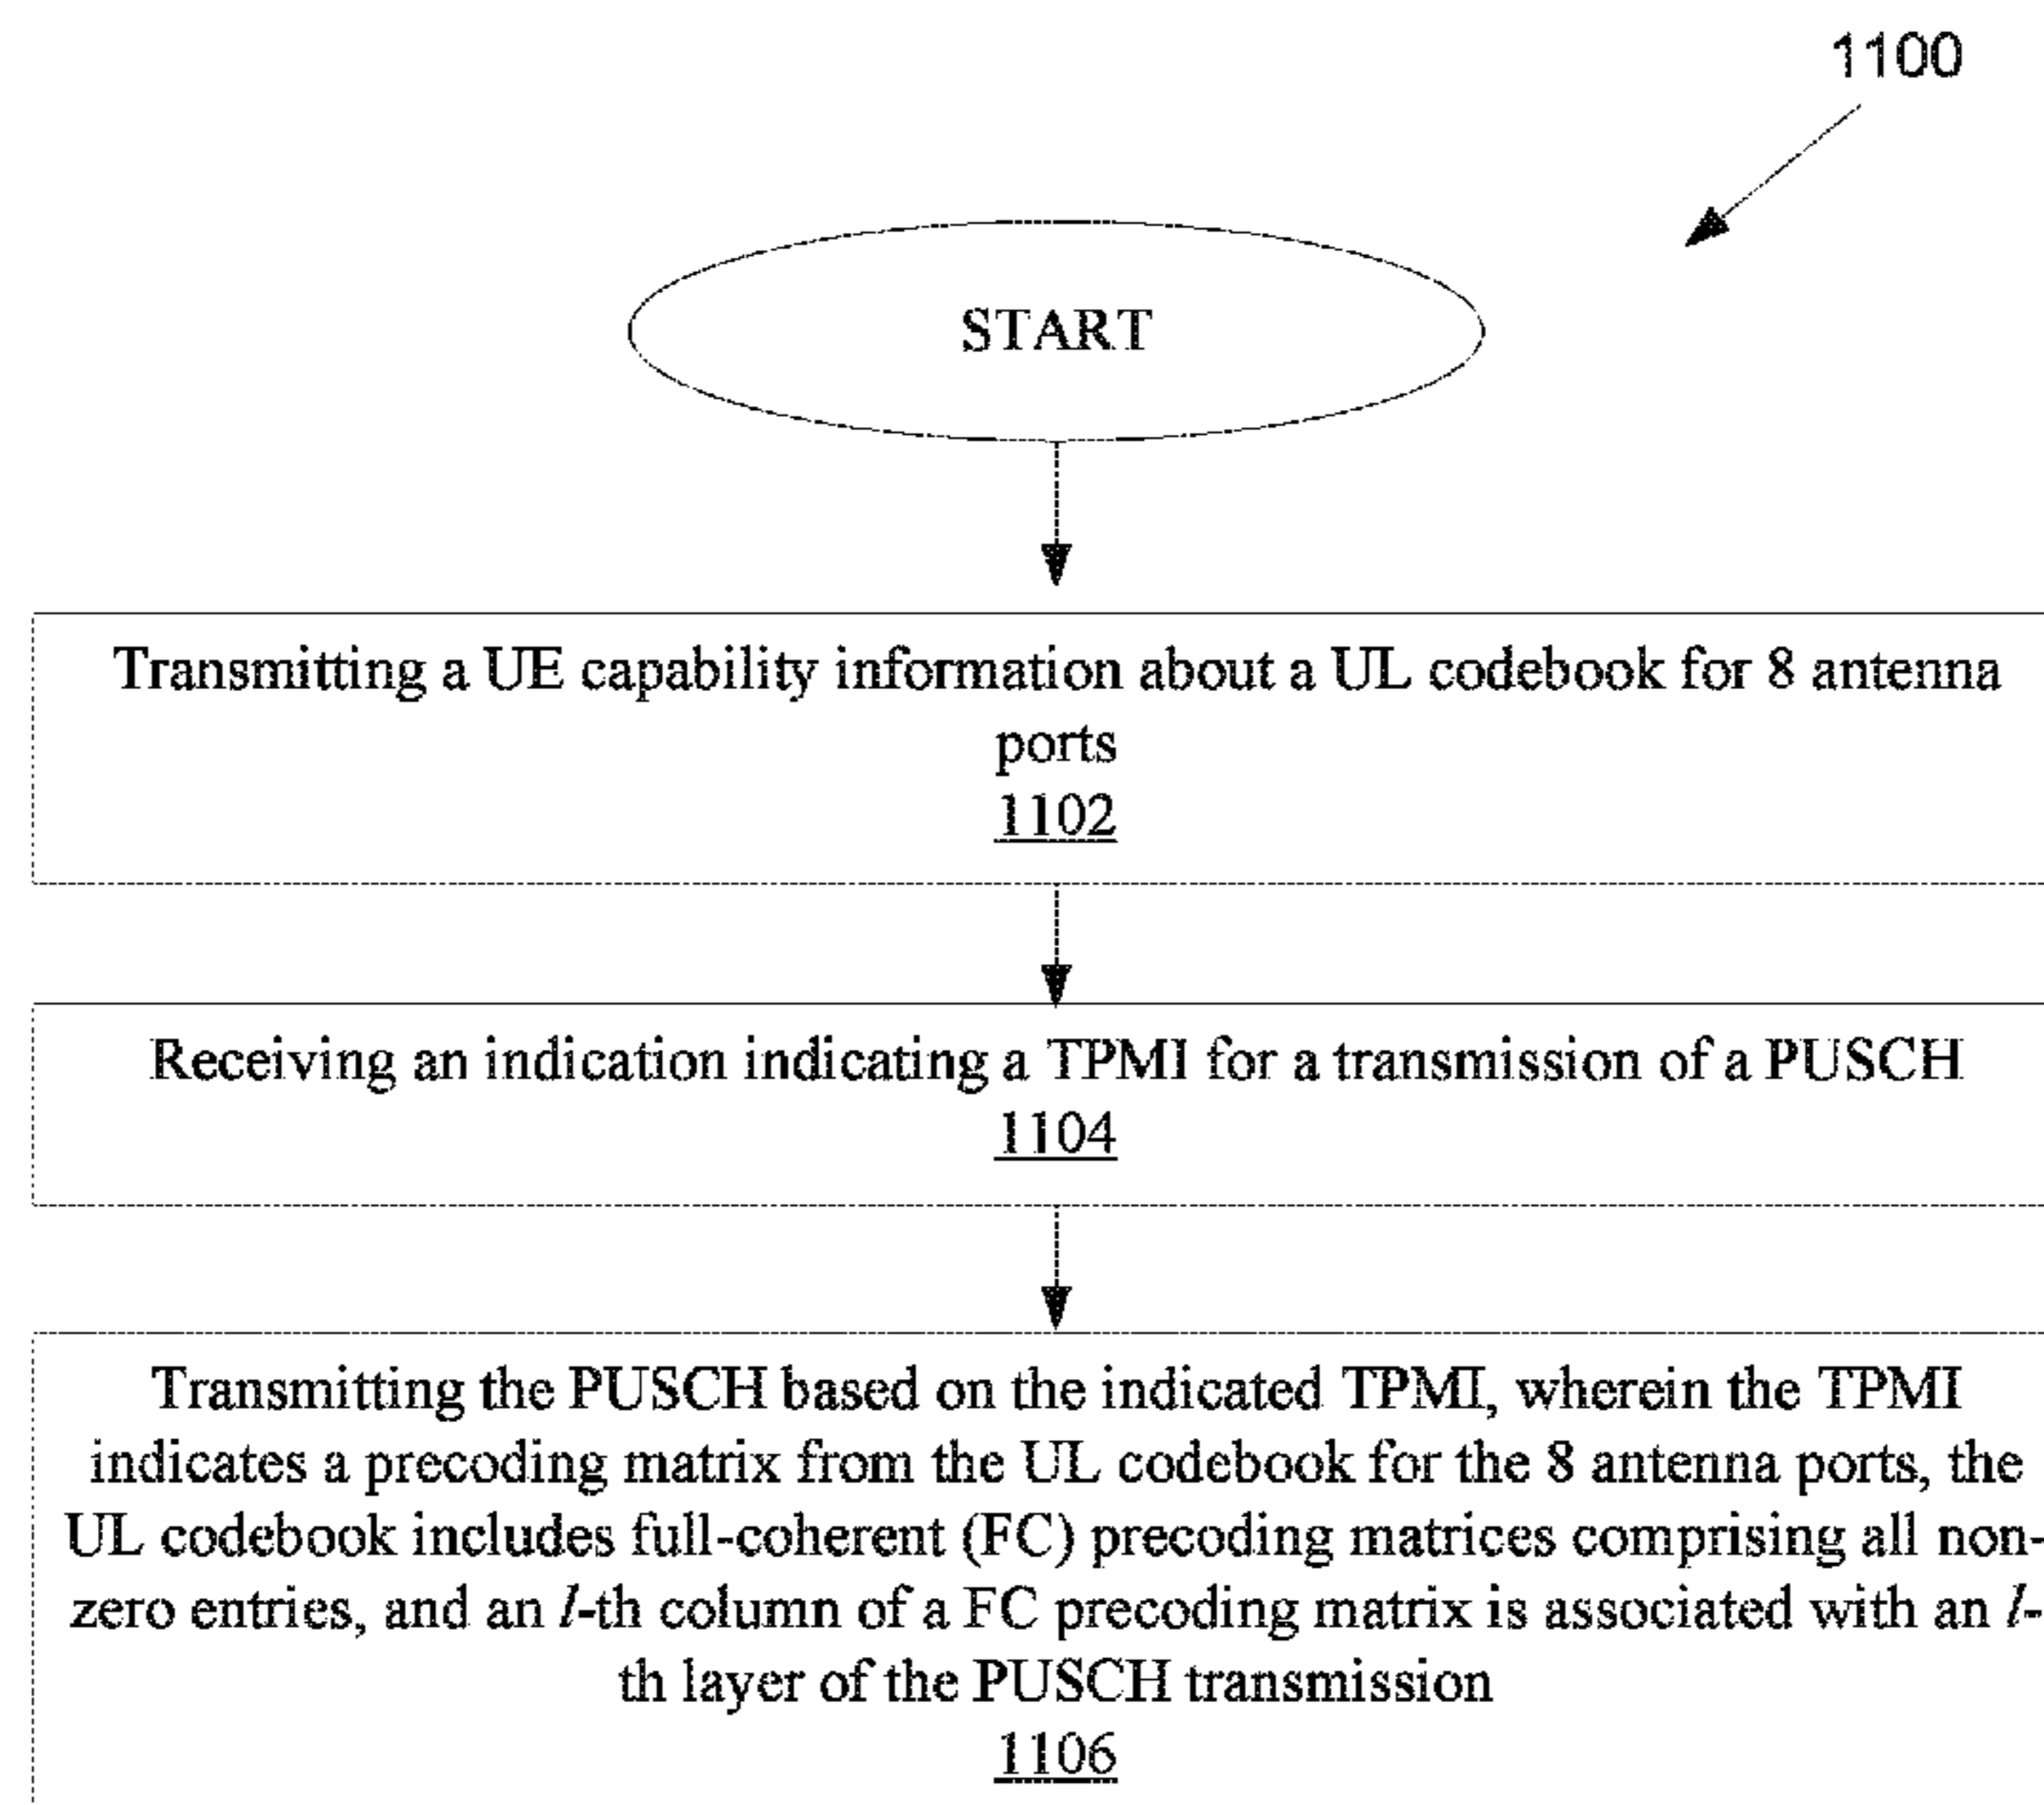 1100
START
Transmitting a UE capability information about a UL codebook for 8 antenna
ports
1102
Receiving an indication indicating a TPMI for a transmission of a PUSCH
1104
Transmitting the PUSCH based on the indicated TPMI, wherein the TPMI
indicates a precoding matrix from the UL codebook for the 8 antenna ports, the
UL codebook includes full-coherent (FC) precoding matrices comprising all non-
zero entries, and an l-th column of a FC precoding matrix is associated with an l-
th layer of the PUSCH transmission
1106